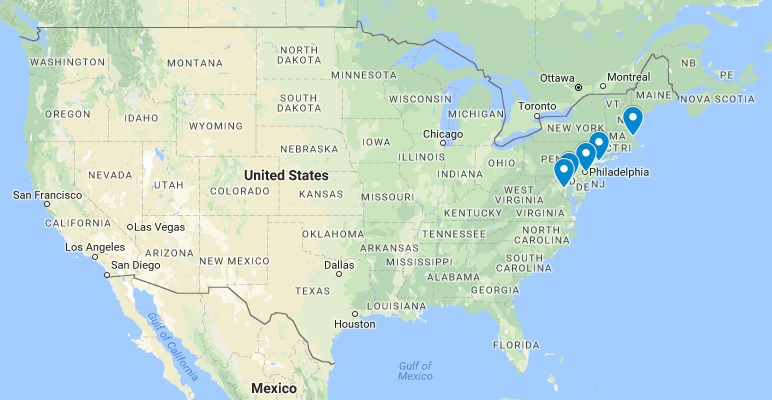 WASHINGTON
MONTANA
NORTH
DAKOTA
MINNESOTA
Ottawa
Montreal
NB
PE
MAINE
NOVA SCOTIA
VT
OREGON
IDAHO
WYOMING
SOUTH
DAKOTA
WISCONSIN
MICHIGAN
Toronto
NEW YORK
N
MA
CT
RI
Chicago
IOWA
NEBRASKA
ILLINOIS
INDIANA
OHIO
PEN
Philadelphia
D
DE
NJ
NEVADA
UTAH
COLORADO
United States
KANSAS
MISSOURI
WEST
VIRGINIA
KENTUCKY
VIRGINIA
San Francisco
CALIFORNIA
Las Vegas
Los Angeles
San Diego
ARIZONA
NEW MEXICO
OKLAHOMA
ARKANSAS
TENNESSEE
NORTH
CAROLINA
SOUTH
CAROLINA
MISSISSIPPI
ALABAMA
GEORGIA
Dallas
TEXAS
LOUISIANA
Houston
FLORIDA
Gulf of California
Gulf of
Mexico
Mexico